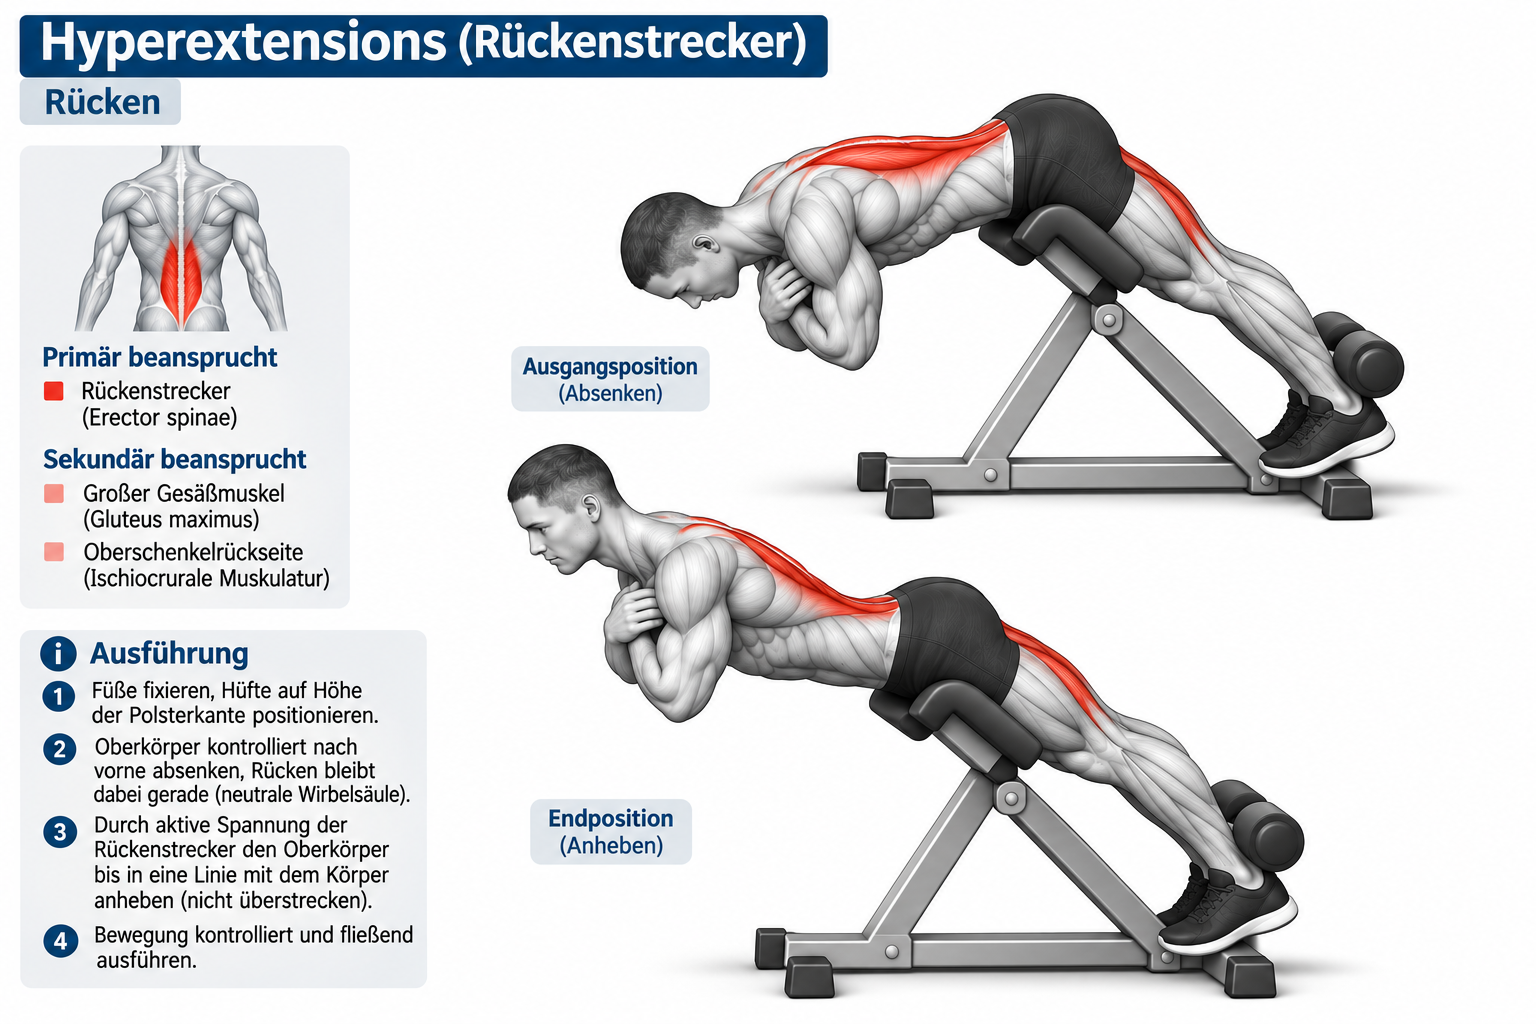 Hyperextensions (Rückenstrecker)
Rücken
Primär beansprucht
Rückenstrecker
(Erector spinae)
Sekundär beansprucht
Großer Gesäßmuskel
(Gluteus maximus)
Oberschenkelrückseite
(Ischiocrurale Muskulatur)
i Ausführung
1 Füße fixieren, Hüfte auf Höhe
der Polsterkante positionieren.
2 Oberkörper kontrolliert nach
vorne absenken, Rücken bleibt
dabei gerade (neutrale Wirbelsäule).
3 Durch aktive Spannung der
Rückenstrecker den Oberkörper
bis in eine Linie mit dem Körper
anheben (nicht überstrecken).
4 Bewegung kontrolliert und fließend
ausführen.
Ausgangsposition
(Absenken)
Endposition
(Anheben)